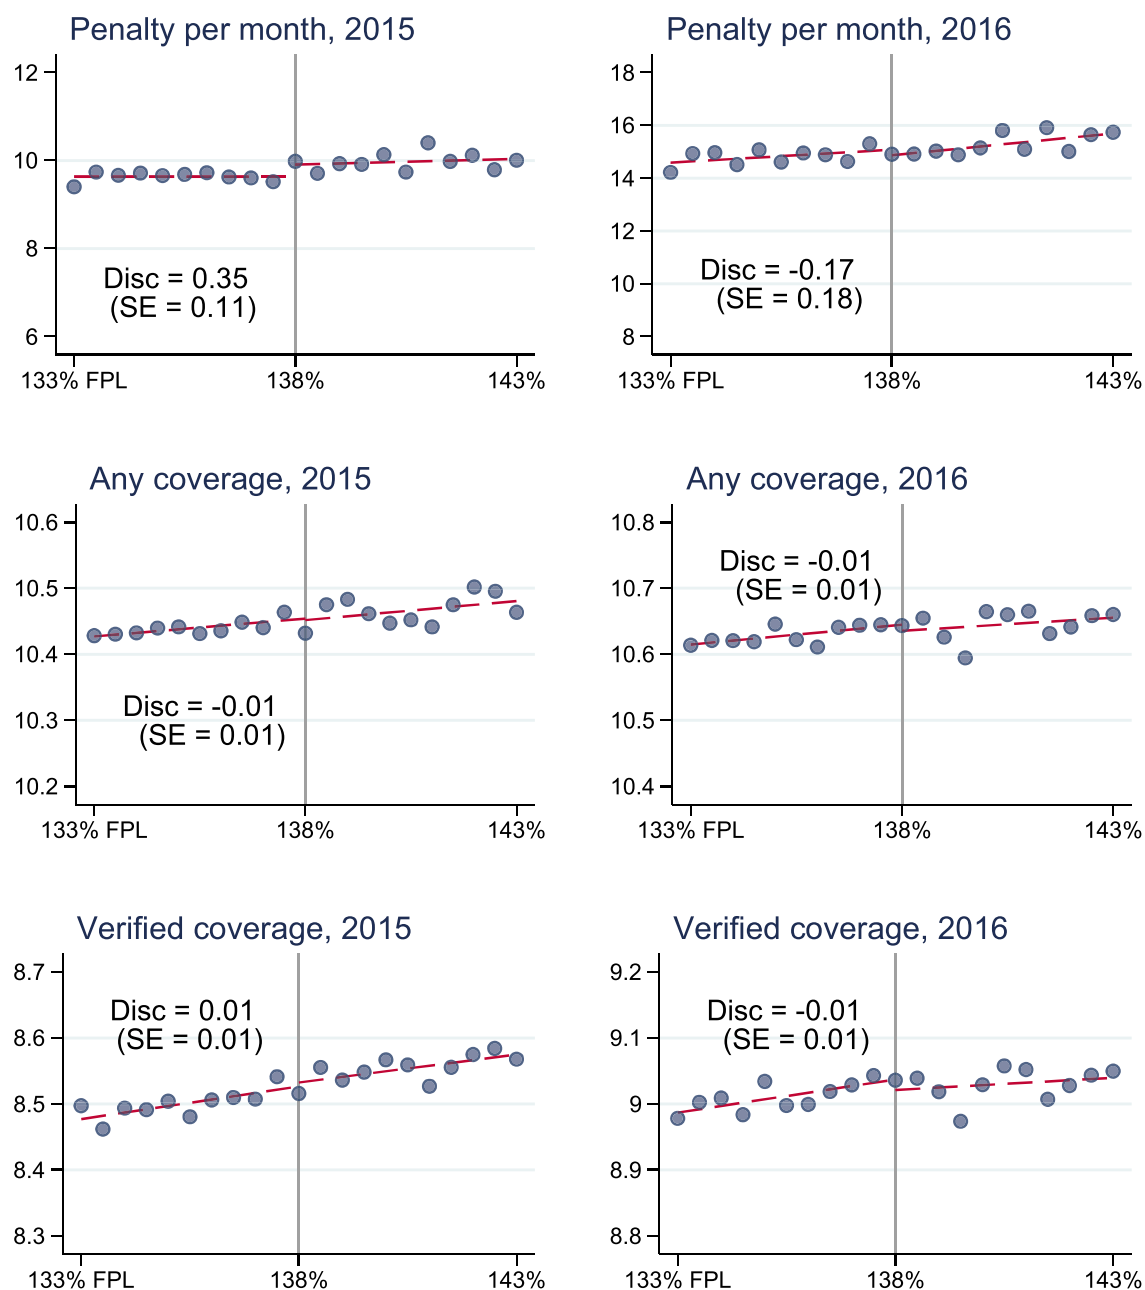 Penalty per month, 2015
12
10
8
6
Disc = 0.35
(SE = 0.11)
133% FPL
138%
143%
Penalty per month, 2016
18
16
14
12
10
8
Disc = -0.17
(SE = 0.18)
133% FPL
138%
143%
Any coverage, 2015
10.6
10.5
10.4
10.3
10.2
Disc = -0.01
(SE = 0.01)
133% FPL
138%
143%
Any coverage, 2016
10.8
10.7
10.6
10.5
10.4
Disc = -0.01
(SE = 0.01)
133% FPL
138%
143%
Verified coverage, 2015
8.7
8.6
8.5
8.4
8.3
Disc = 0.01
(SE = 0.01)
133% FPL
138%
143%
Verified coverage, 2016
9.2
9.1
9
8.9
8.8
Disc = -0.01
(SE = 0.01)
133% FPL
138%
143%